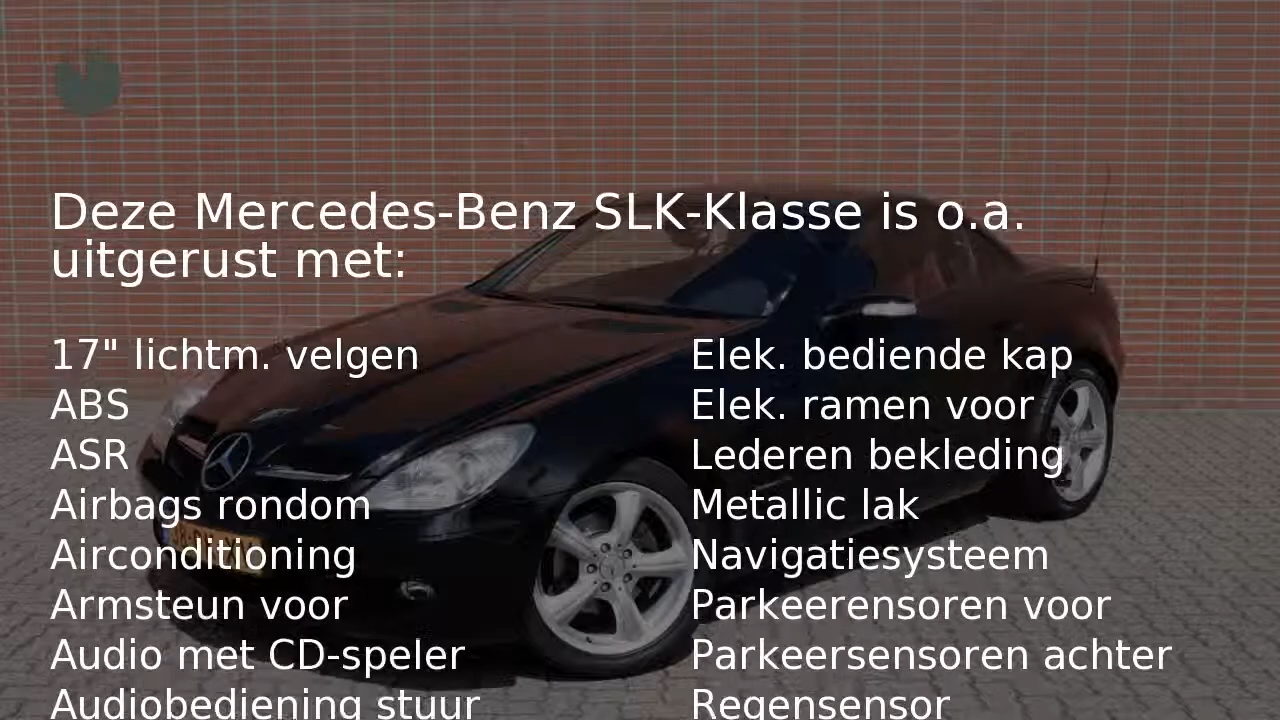 Deze Mercedes-Benz SLK-Klasse is o.a.
uitgerust met:
17" lichtm. velgen
ABS
ASR
Airbags rondom
Airconditioning
Armsteun voor
Audio met CD-speler
Audiobediening stuur
Elek. bediende kap
Elek. ramen voor
Lederen bekleding
Metallic lak
Navigatiesysteem
Parkeerensoren voor
Parkeersensoren achter
Regensensor